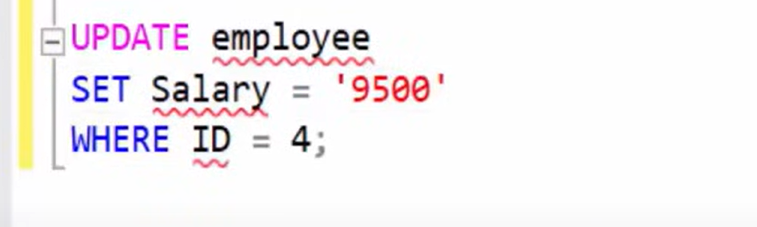 UPDATE employee
SET Salary = '9500'
WHERE ID = 4;